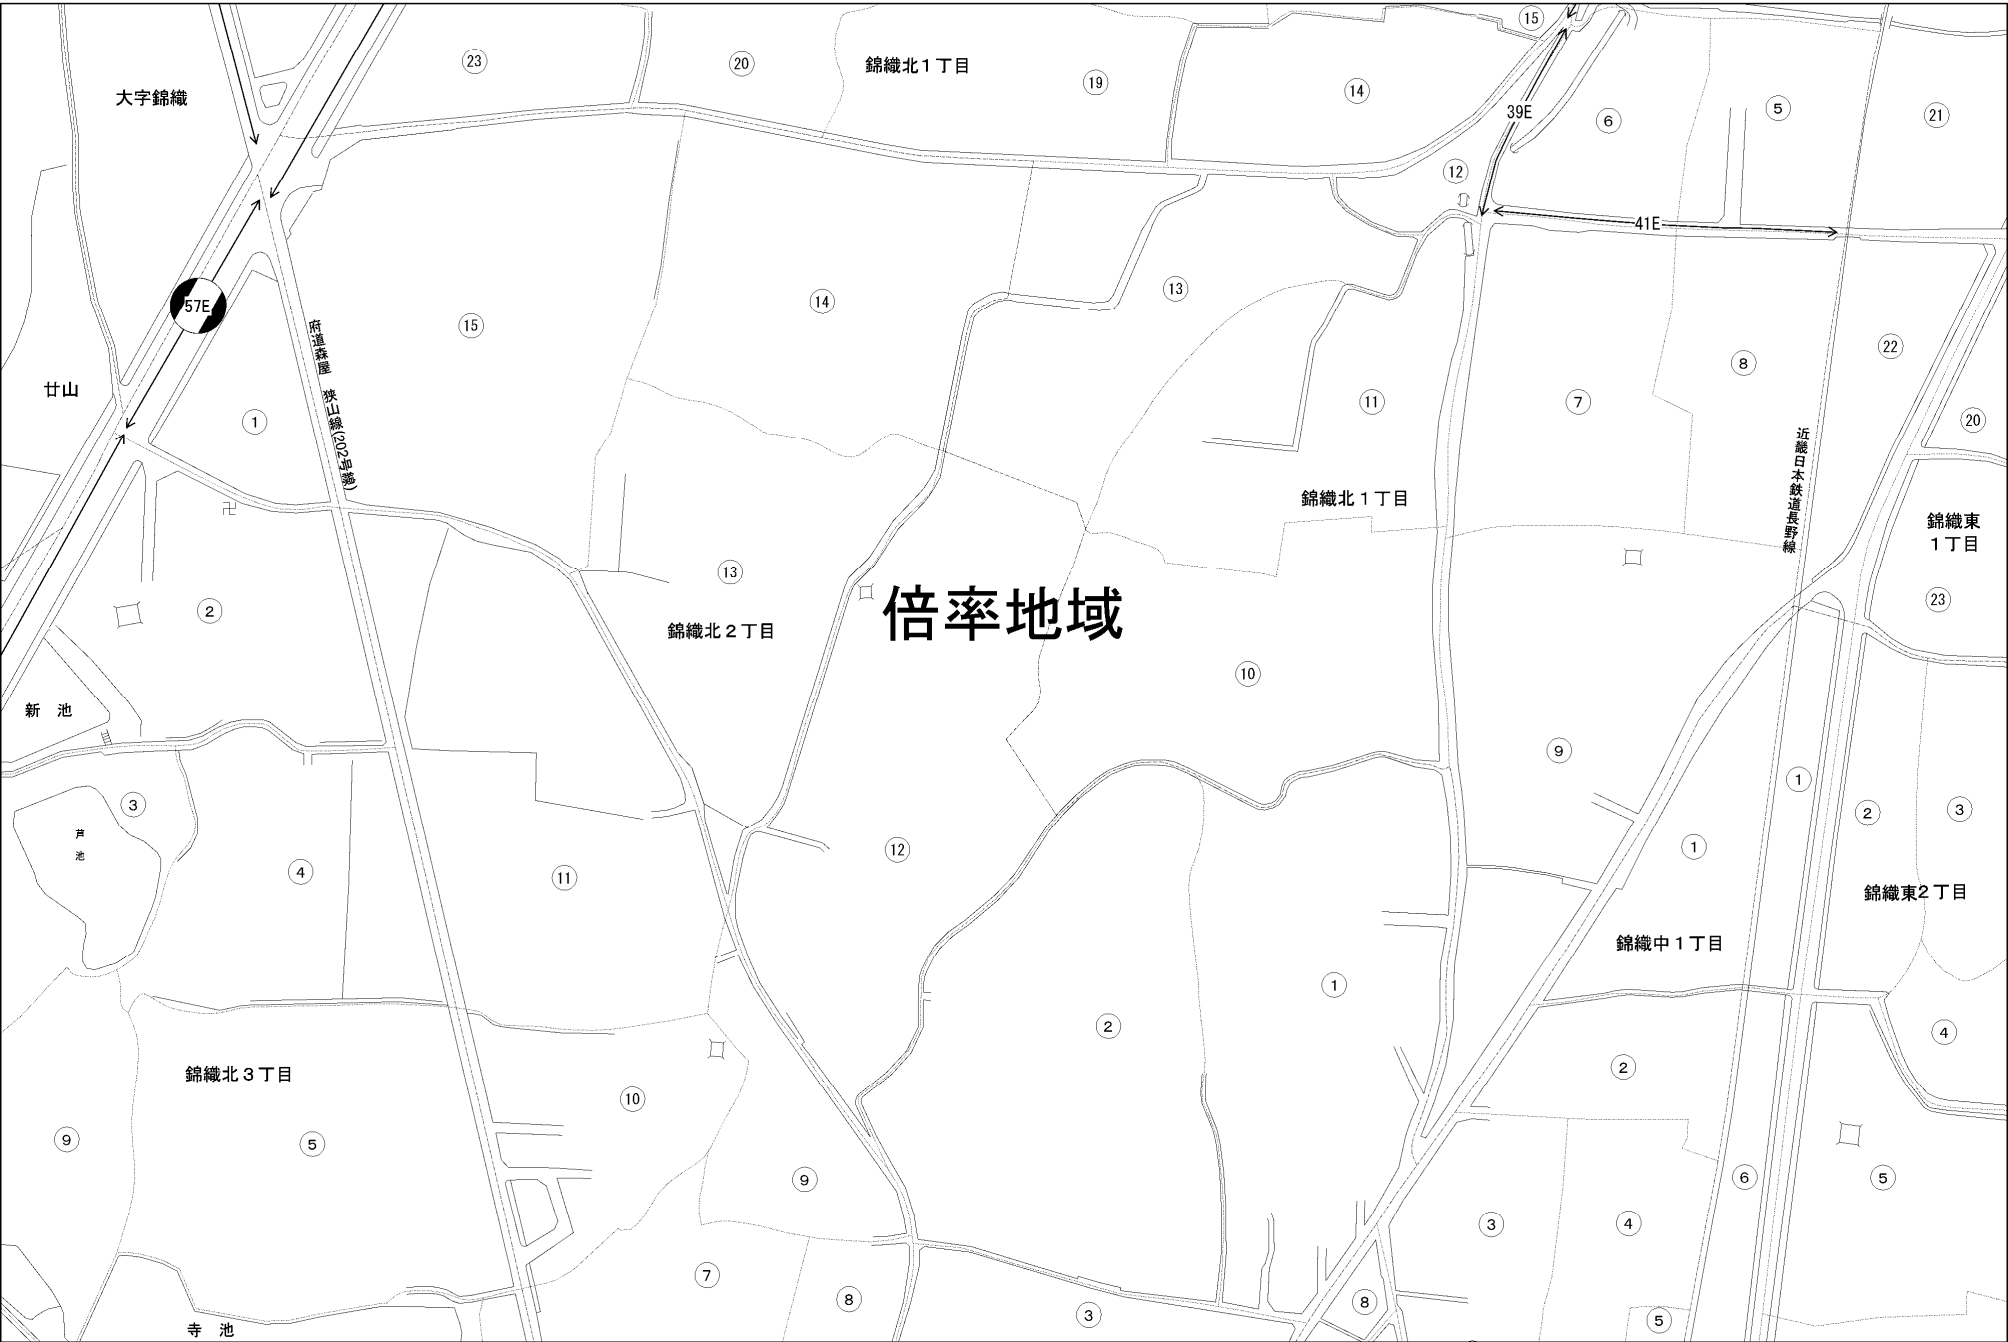 15
23
20
錦織北１丁目
19
14
大字錦織
39E
6
5
21
12
41E
57E
15
14
13
府道森屋　狭山線(202号線)
22
8
廿山
11
7
1
20
近畿日本鉄道長野線
錦織北１丁目
卍
錦織東
１丁目
13
倍率地域
23
2
錦織北２丁目
10
新　池
9
1
3
2
3
芦
池
1
12
4
11
錦織東２丁目
錦織中１丁目
1
2
4
2
錦織北３丁目
10
9
5
9
6
5
3
4
7
8
8
3
5
寺　池